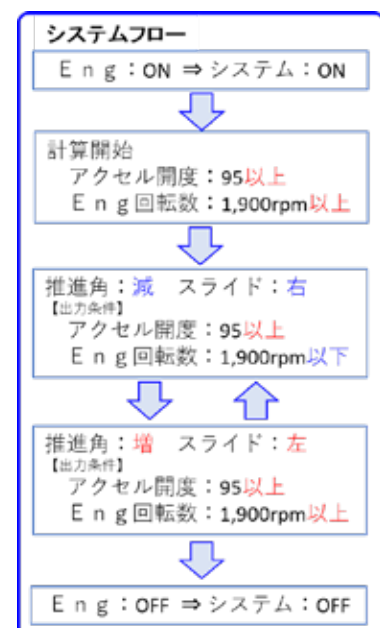 システムフロー
Ｅｎｇ：ON ⇒ システム：ON
計算開始
アクセル開度：95以上
Ｅｎｇ回転数：1,900rpm以上
推進角：減　スライド：右
【出力条件】
アクセル開度：95以上
Ｅｎｇ回転数：1,900rpm以下
推進角：増　スライド：左
【出力条件】
アクセル開度：95以上
Ｅｎｇ回転数：1,900rpm以上
Ｅｎｇ：OFF ⇒ システム：OFF